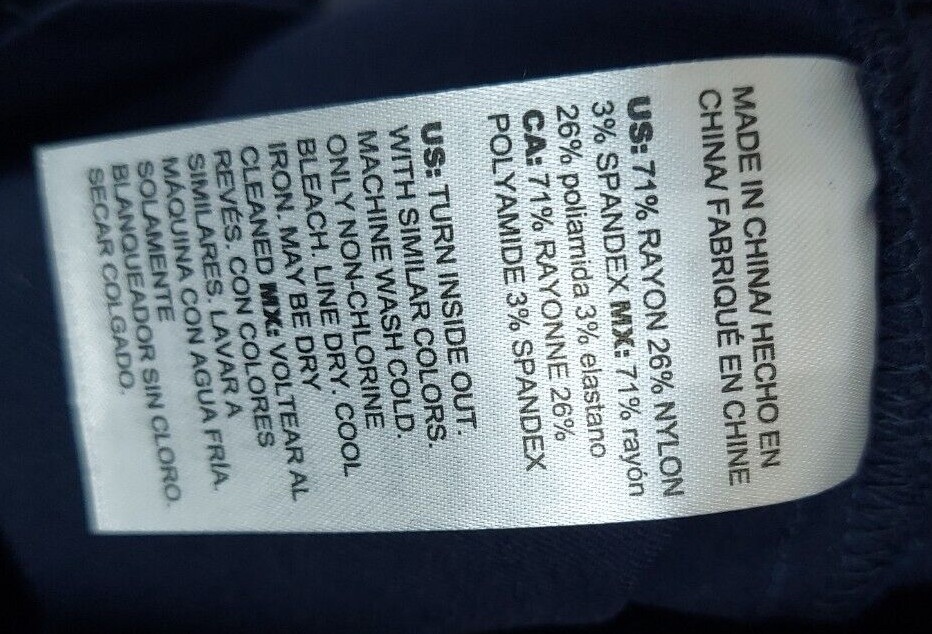 MADE IN CHINA/ HECHO EN
CHINA/ FABRIQUÉ EN CHINE
US: 71% RAYON 26% NYLON
3% SPANDEX MX: 71% rayón
26% poliamida 3% elastano
CA: 71% RAYONNE 26%
POLYAMIDE 3% SPANDEX
US: TURN INSIDE OUT.
WITH SIMILAR COLORS.
MACHINE WASH COLD.
ONLY NON-CHLORINE
BLEACH. LINE DRY. COOL
IRON. MAY BE DRY
CLEANED MX: VOLTEAR AL
REVÉS. CON COLORES
SIMILARES. LAVAR A
MÁQUINA CON AGUA FRÍA.
SOLAMENTE
BLANQUEADOR SIN CLORO.
SECAR COLGADO.